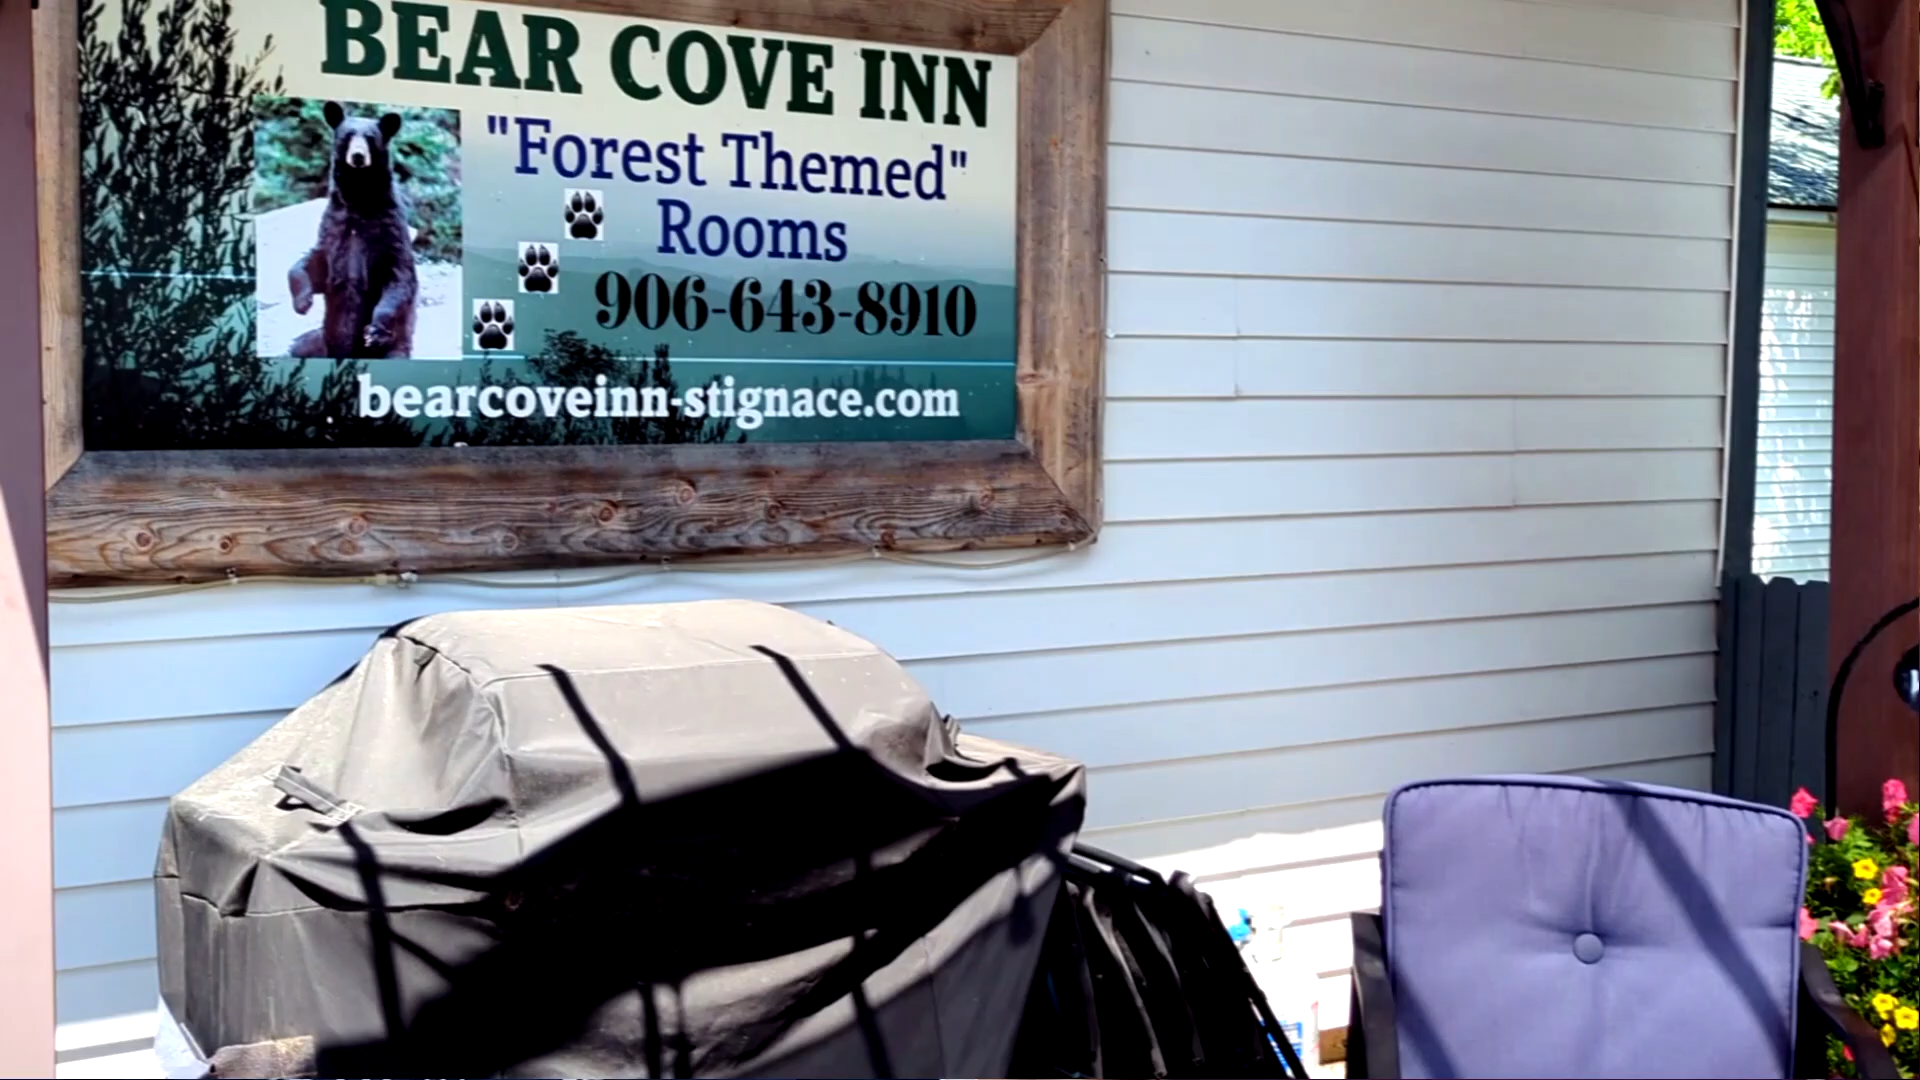 BEAR COVE INN
"Forest Themed"
Rooms
906-643-8910
bearcoveinn-stignace.com